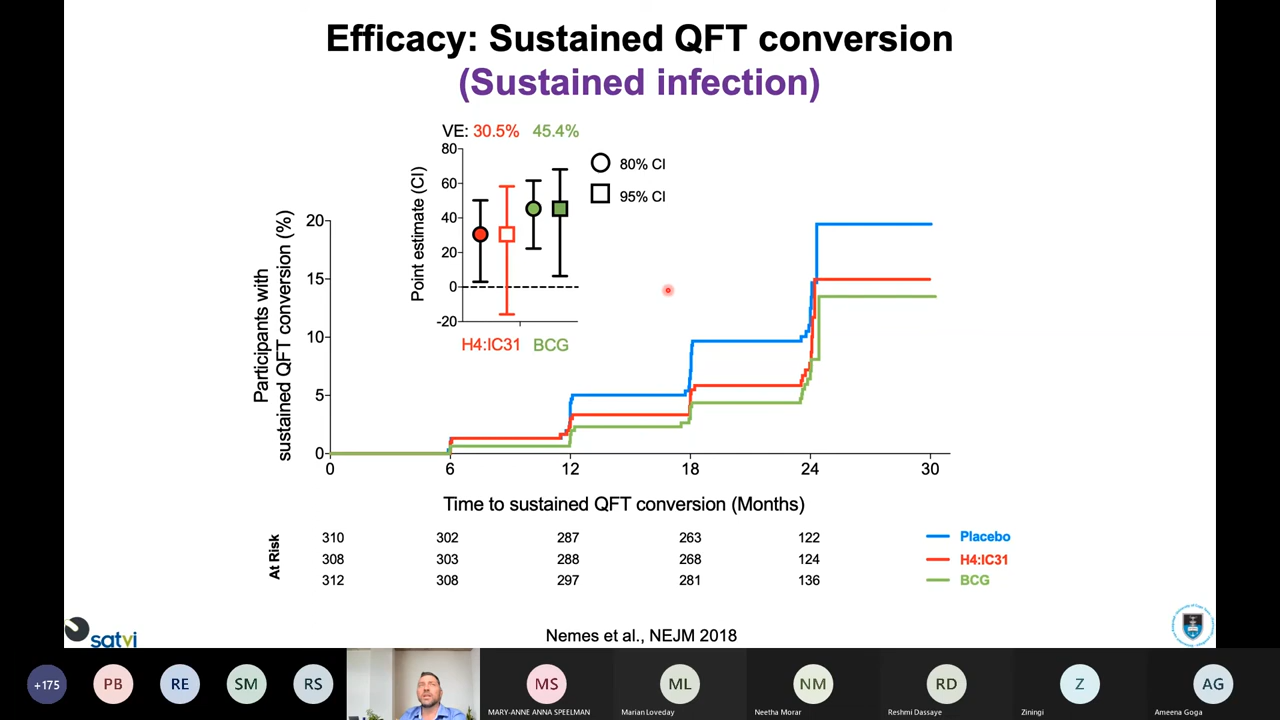 Efficacy: Sustained QFT conversion
(Sustained infection)
VE: 30.5% 45.4%
80
60
40
20
0
-20
Point estimate (CI)
80% CI
95% CI
H4:IC31 BCG
Participants with
sustained QFT conversion (%)
20
15
10
5
0
0 6 12 18 24 30
Time to sustained QFT conversion (Months)
At Risk
310 302 287 263 122
308 303 288 268 124
312 308 297 281 136
Placebo
H4:IC31
BCG
satvi
Nemes et al., NEJM 2018
+175 PB RE SM RS MS ML NM RD Z AG
MARY-ANNE ANNA SPEELMAN Marian Loveday Neetha Morar Reshmi Dassaye Ziningi Ameena Goga